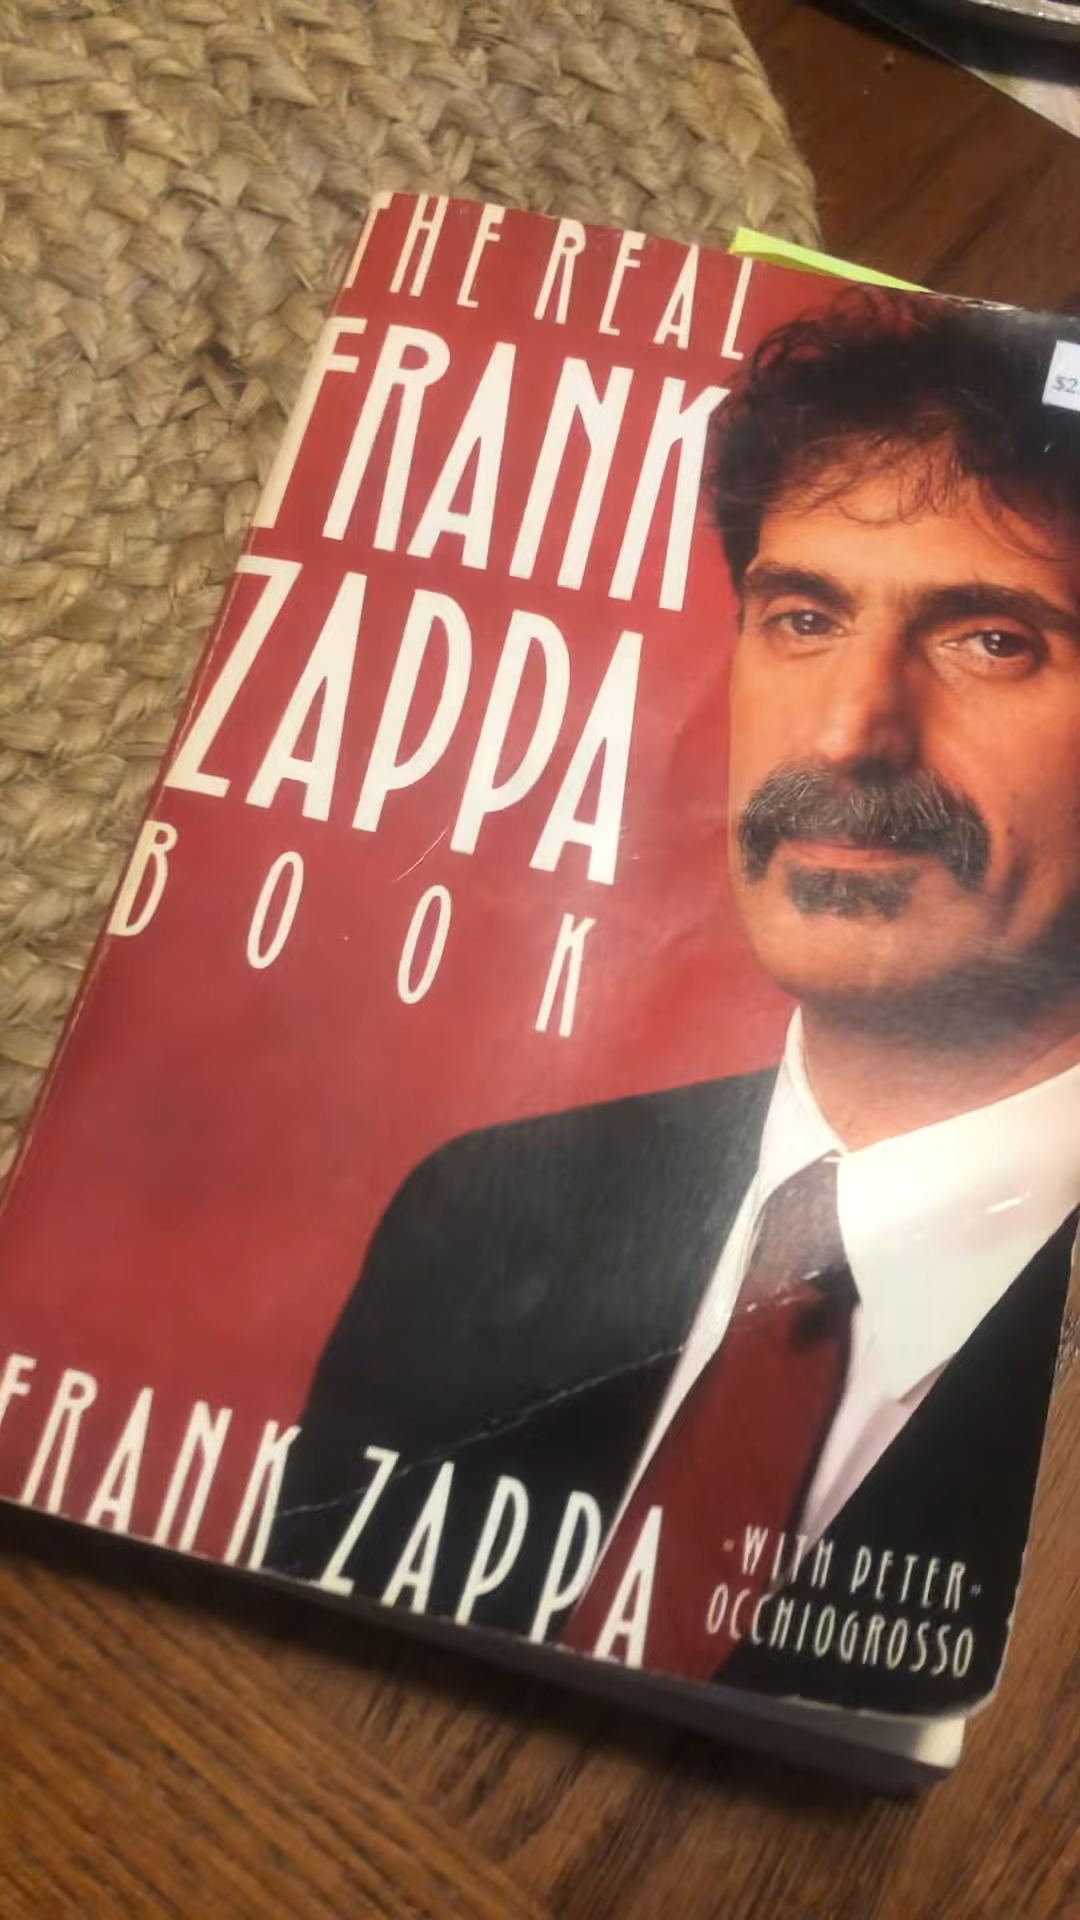 THE REAL
FRANK
ZAPPA
BOOK
FRANK ZAPPA
-WITH PETER-
OCCHIOGROSSO